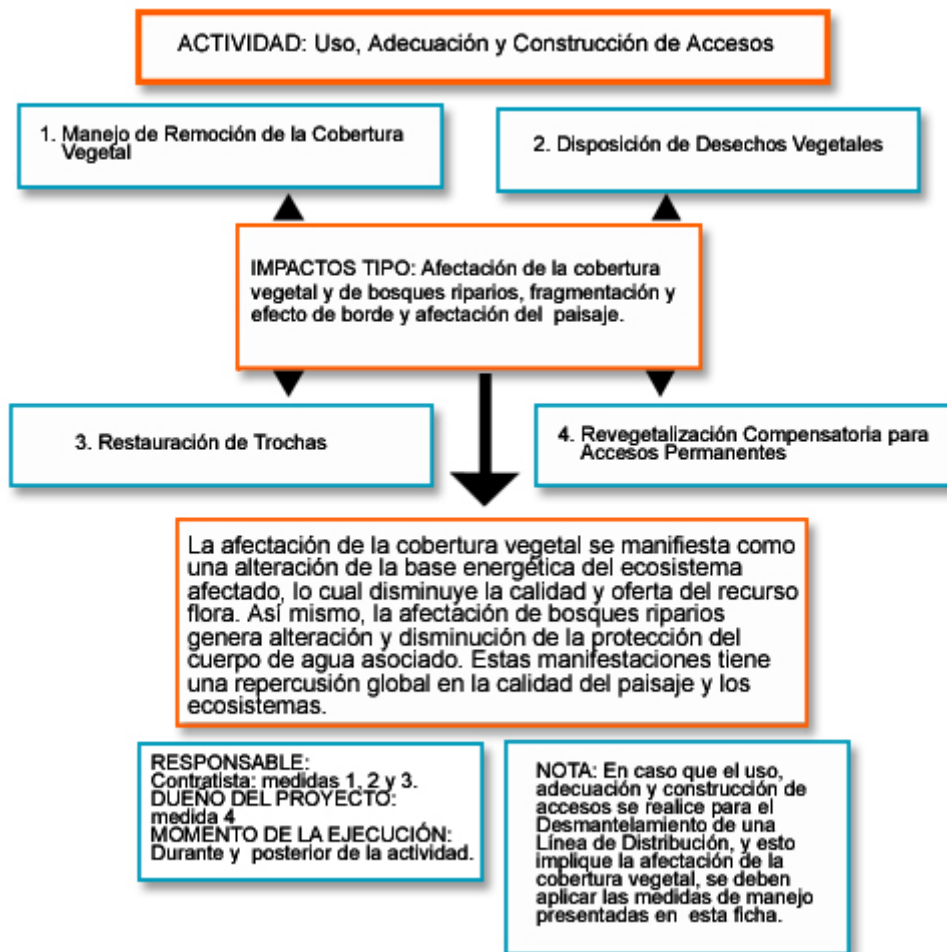 ACTIVIDAD: Uso, Adecuación y Construcción de Accesos
1. Manejo de Remoción de la Cobertura
Vegetal
2. Disposición de Desechos Vegetales
IMPACTOS TIPO: Afectación de la cobertura
vegetal y de bosques riparios, fragmentación y
efecto de borde y afectación del paisaje.
3. Restauración de Trochas
4. Revegetalización Compensatoria para
Accesos Permanentes
La afectación de la cobertura vegetal se manifiesta como
una alteración de la base energética del ecosistema
afectado, lo cual disminuye la calidad y oferta del recurso
flora. Así mismo, la afectación de bosques riparios
genera alteración y disminución de la protección del
cuerpo de agua asociado. Estas manifestaciones tiene
una repercusión global en la calidad del paisaje y los
ecosistemas.
RESPONSABLE:
Contratista: medidas 1, 2 y 3.
DUEÑO DEL PROYECTO:
medida 4
MOMENTO DE LA EJECUCIÓN:
Durante y posterior de la actividad.
NOTA: En caso que el uso,
adecuación y construcción de
accesos se realice para el
Desmantelamiento de una
Línea de Distribución, y esto
implique la afectación de la
cobertura vegetal, se deben
aplicar las medidas de manejo
presentadas en esta ficha.